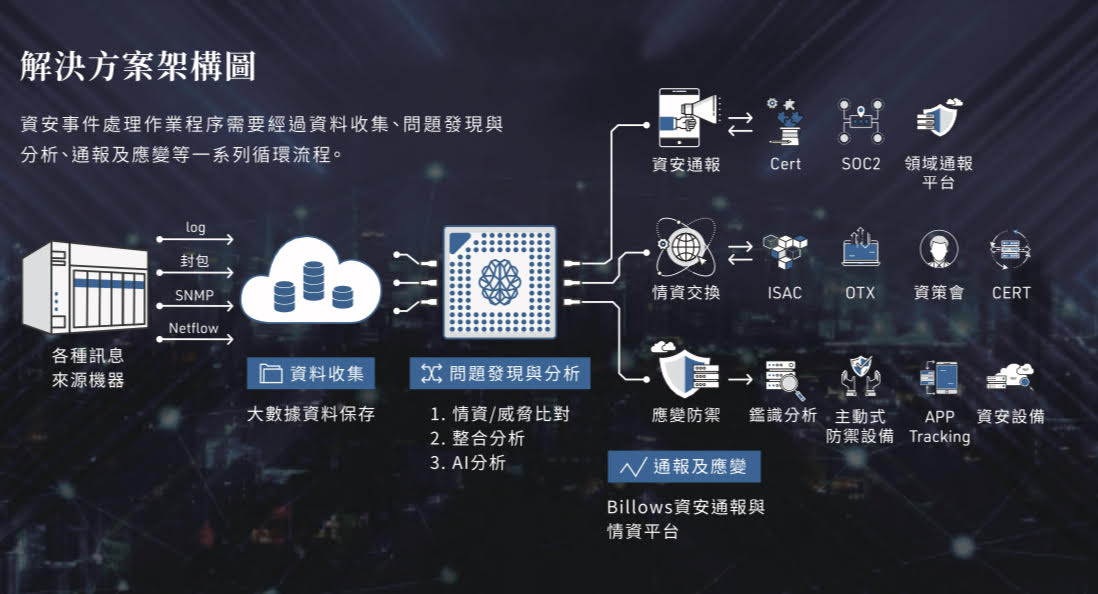 解決方案架構圖
資安事件處理作業程序需要經過資料收集、問題發現與
分析、通報及應變等一系列循環流程。
log
封包
SNMP
Netflow
各種訊息
來源機器
資料收集
大數據資料保存
問題發現與分析
1. 情資/威脅比對
2. 整合分析
3. AI分析
資安通報
Cert
SOC2
領域通報
平台
情資交換
ISAC
OTX
資策會
CERT
應變防禦
鑑識分析
主動式
防禦設備
APP
Tracking
資安設備
通報及應變
Billows資安通報與
情資平台